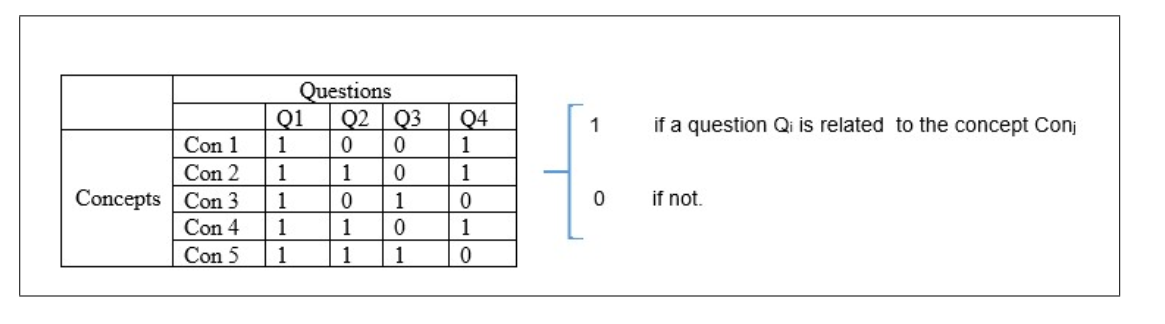 Questions
Q1 Q2 Q3 Q4
Con 1 1 0 0 1
Con 2 1 1 0 1
Concepts Con 3 1 0 1 0
Con 4 1 1 0 1
Con 5 1 1 1 0
1 if a question Qi is related to the concept Conj
0 if not.